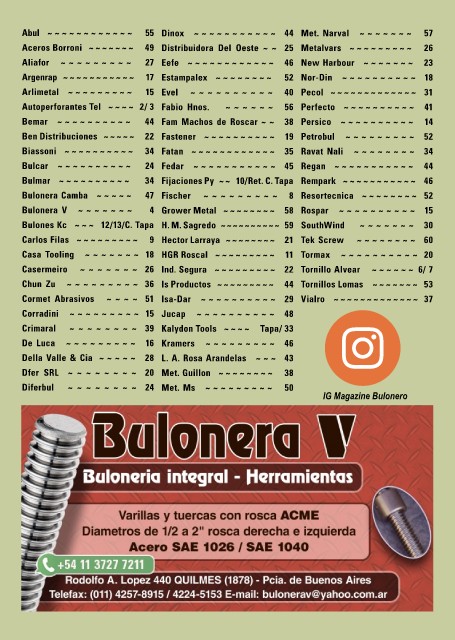 Abul ~ ~ ~ ~ ~ ~ ~ ~ ~ ~ ~ ~ 55
Aceros Borroni ~ ~ ~ ~ ~ ~ 49
Aliafor ~ ~ ~ ~ ~ ~ ~ ~ ~ ~ 27
Argenrap ~ ~ ~ ~ ~ ~ ~ ~ ~ 17
Arlimetal ~ ~ ~ ~ ~ ~ ~ ~ ~ 15
Autoperforantes Tel ~ ~ ~ ~ 2/ 3
Bemar ~ ~ ~ ~ ~ ~ ~ ~ ~ ~ 44
Ben Distribuciones ~ ~ ~ ~ ~ 22
Biassoni ~ ~ ~ ~ ~ ~ ~ ~ ~ 34
Bulcar ~ ~ ~ ~ ~ ~ ~ ~ ~ ~ 24
Bulmar ~ ~ ~ ~ ~ ~ ~ ~ ~ ~ 34
Bulonera Camba ~ ~ ~ ~ ~ ~ 47
Bulonera V ~ ~ ~ ~ ~ ~ ~ ~ 4
Bulones Kc ~ ~ ~ 12/13/C. Tapa
Carlos Filas ~ ~ ~ ~ ~ ~ ~ ~ 9
Casa Tooling ~ ~ ~ ~ ~ ~ ~ 18
Casermeiro ~ ~ ~ ~ ~ ~ ~ ~ 26
Chun Zu ~ ~ ~ ~ ~ ~ ~ ~ ~ 36
Cormet Abrasivos ~ ~ ~ ~ ~ 51
Corradini ~ ~ ~ ~ ~ ~ ~ ~ ~ 15
Crimaral ~ ~ ~ ~ ~ ~ ~ ~ ~ 39
De Luca ~ ~ ~ ~ ~ ~ ~ ~ ~ 16
Della Valle & Cia ~ ~ ~ ~ ~ 28
Dfer SRL ~ ~ ~ ~ ~ ~ ~ ~ ~ 20
Diferbul ~ ~ ~ ~ ~ ~ ~ ~ ~ 24
Dinox ~ ~ ~ ~ ~ ~ ~ ~ ~ ~ 44
Distribuidora Del Oeste ~ ~ 25
Eefe ~ ~ ~ ~ ~ ~ ~ ~ ~ ~ 46
Estampalex ~ ~ ~ ~ ~ ~ ~ 52
Evel ~ ~ ~ ~ ~ ~ ~ ~ ~ ~ 40
Fabio Hnos. ~ ~ ~ ~ ~ ~ 56
Fam Machos de Roscar ~ ~ 38
Fastener ~ ~ ~ ~ ~ ~ ~ ~ 19
Fatan ~ ~ ~ ~ ~ ~ ~ ~ ~ ~ 35
Fedar ~ ~ ~ ~ ~ ~ ~ ~ ~ ~ 45
Fijaciones Py ~ ~ 10/Ret. C. Tapa
Fischer ~ ~ ~ ~ ~ ~ ~ ~ 8
Grower Metal ~ ~ ~ ~ ~ ~ ~ 58
H. M. Sagredo ~ ~ ~ ~ ~ ~ ~ 59
Hector Larraya ~ ~ ~ ~ ~ ~ 21
HGR Roscal ~ ~ ~ ~ ~ ~ ~ 11
Ind. Segura ~ ~ ~ ~ ~ ~ ~ 22
Is Productos ~ ~ ~ ~ ~ ~ ~ 44
Isa-Dar ~ ~ ~ ~ ~ ~ ~ ~ ~ 29
Jucap ~ ~ ~ ~ ~ ~ ~ ~ ~ 48
Kalydon Tools ~ ~ ~ ~ Tapa/ 33
Kramers ~ ~ ~ ~ ~ ~ ~ ~ 46
L. A. Rosa Arandelas ~ ~ ~ 43
Met. Guillon ~ ~ ~ ~ ~ ~ ~ 38
Met. Ms ~ ~ ~ ~ ~ ~ ~ ~ 50
Met. Narval ~ ~ ~ ~ ~ ~ ~ 57
Metalvars ~ ~ ~ ~ ~ ~ ~ ~ 26
New Harbour ~ ~ ~ ~ ~ ~ 23
Nor-Din ~ ~ ~ ~ ~ ~ ~ ~ ~ 18
Pecol ~ ~ ~ ~ ~ ~ ~ ~ ~ ~ 31
Perfecto ~ ~ ~ ~ ~ ~ ~ ~ 41
Persico ~ ~ ~ ~ ~ ~ ~ ~ ~ 14
Petrobul ~ ~ ~ ~ ~ ~ ~ ~ 52
Ravat Nali ~ ~ ~ ~ ~ ~ ~ ~ 34
Regan ~ ~ ~ ~ ~ ~ ~ ~ ~ 44
Rempark ~ ~ ~ ~ ~ ~ ~ ~ 46
Resortecnica ~ ~ ~ ~ ~ ~ 52
Rospar ~ ~ ~ ~ ~ ~ ~ ~ ~ 15
SouthWind ~ ~ ~ ~ ~ ~ ~ 30
Tek Screw ~ ~ ~ ~ ~ ~ ~ 60
Tormax ~ ~ ~ ~ ~ ~ ~ ~ ~ 20
Tornillo Alvear ~ ~ ~ ~ ~ 6/ 7
Tornillos Lomas ~ ~ ~ ~ ~ 53
Vialro ~ ~ ~ ~ ~ ~ ~ ~ ~ ~ 37
IG Magazine Bulonero
Bulonera V
Buloneria integral - Herramientas
Varillas y tuercas con rosca ACME
Diametros de 1/2 a 2" rosca derecha e izquierda
Acero SAE 1026 / SAE 1040
+54 11 3727 7211
Rodolfo A. Lopez 440 QUILMES (1878) - Pcia. de Buenos Aires
Telefax: (011) 4257-8915 / 4224-5153 E-mail: bulonerav@yahoo.com.ar